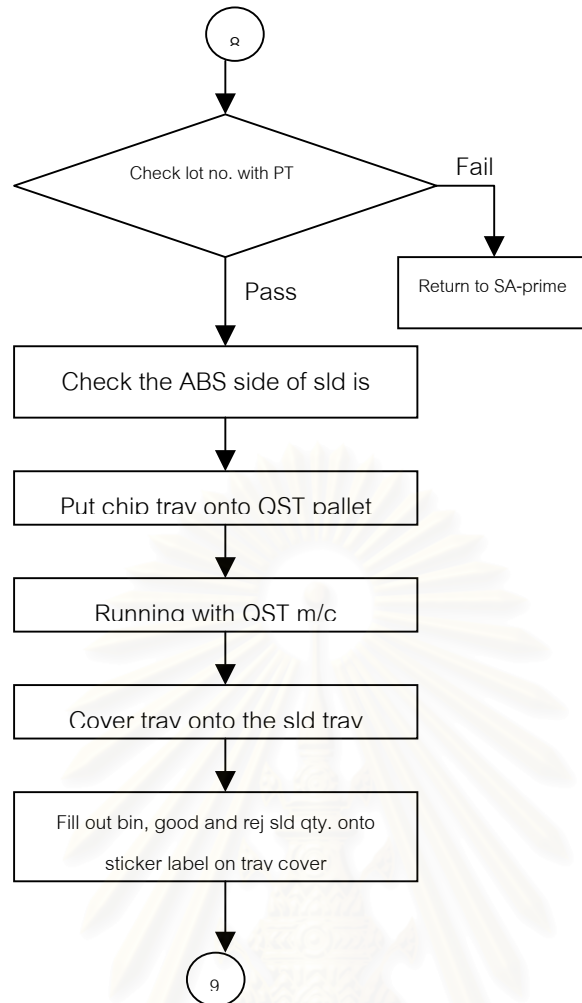 8
Check lot no. with PT
Fail
Return to SA-prime
Pass
Check the ABS side of sld is
Put chip tray onto QST pallet
Running with QST m/c
Cover tray onto the sld tray
Fill out bin, good and rej sld qty. onto
sticker label on tray cover
9